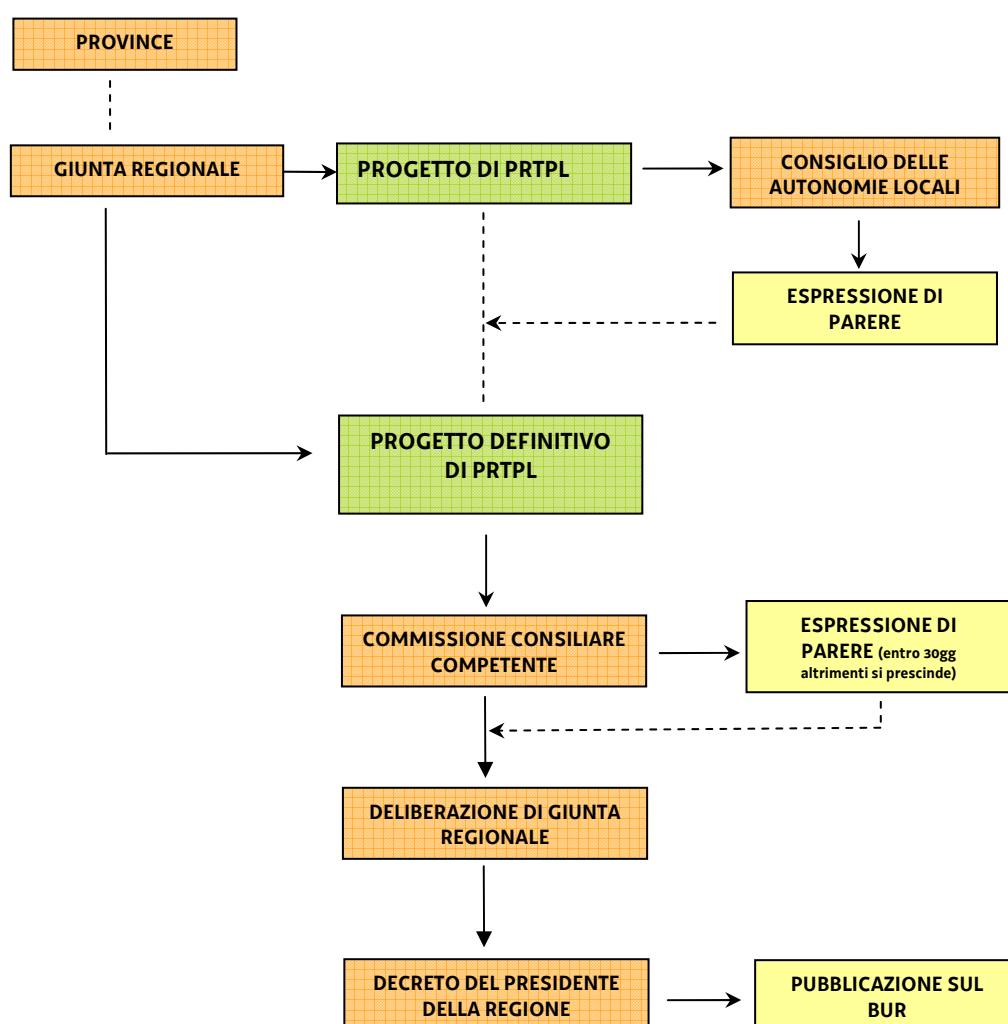 PROVINCE
GIUNTA REGIONALE
PROGETTO DI PRTPL
CONSIGLIO DELLE
AUTONOMIE LOCALI
ESPRESSIONE DI
PARERE
PROGETTO DEFINITIVO
DI PRTPL
COMMISSIONE CONSILIARE
COMPETENTE
ESPRESSIONE DI
PARERE (entro 30gg
altrimenti si prescinde)
DELIBERAZIONE DI GIUNTA
REGIONALE
DECRETO DEL PRESIDENTE
DELLA REGIONE
PUBBLICAZIONE SUL
BUR